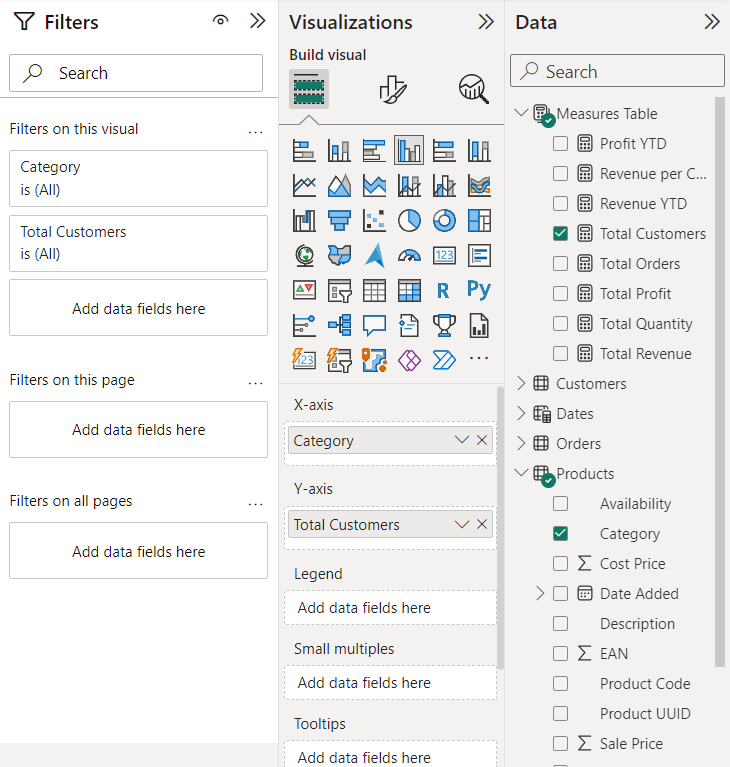 Filters
Search
Filters on this visual
...
Category
is (All)
Total Customers
is (All)
Add data fields here
Filters on this page
...
Add data fields here
Filters on all pages
...
Add data fields here
Visualizations
Build visual
123
R
Py
123
...
X-axis
Category
Y-axis
Total Customers
Legend
Add data fields here
Small multiples
Add data fields here
Tooltips
Add data fields here
Data
Search
Measures Table
Profit YTD
Revenue per C...
Revenue YTD
Total Customers
Total Orders
Total Profit
Total Quantity
Total Revenue
Customers
Dates
Orders
Products
Availability
Category
Σ Cost Price
Date Added
Description
Σ EAN
Product Code
Product UUID
Σ Sale Price